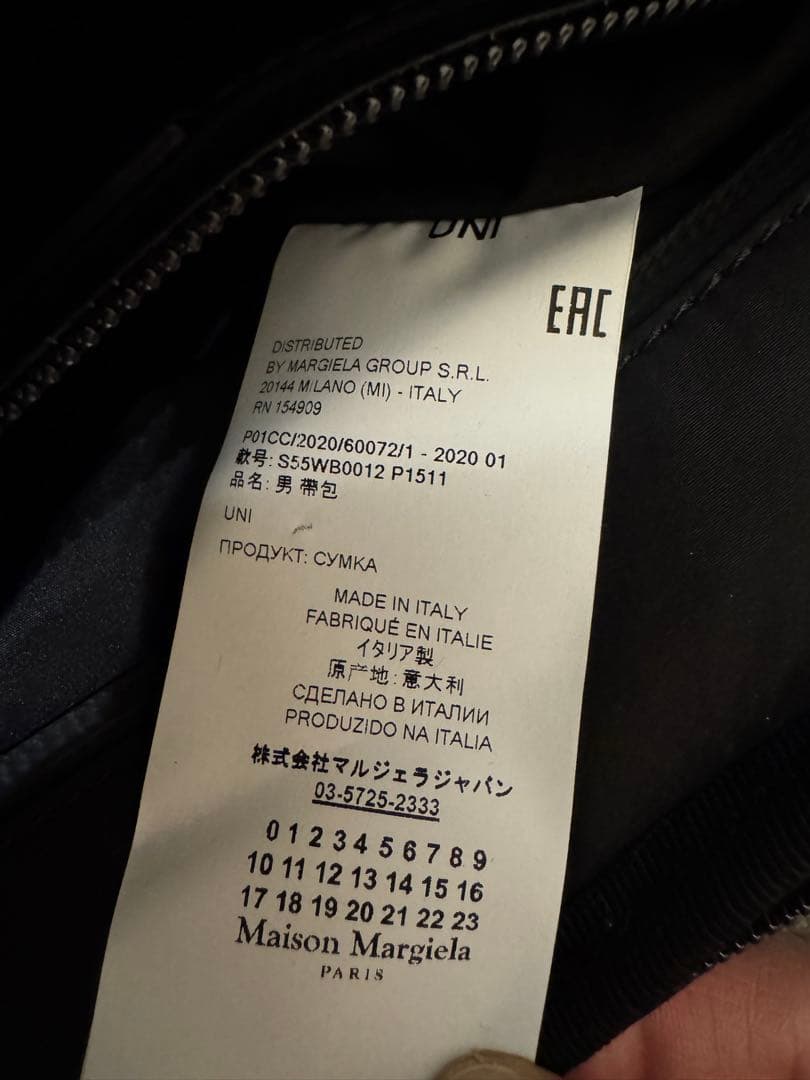 UNI
EAC
DISTRIBUTED
BY MARGIELA GROUP S.R.L.
20144 MILANO (MI) - ITALY
RN 154909
P01CC/2020/60072/1 - 2020 01
款号: S55WB0012 P1511
品名: 男 帶包
UNI
ПРОДУКТ: СУМКА
MADE IN ITALY
FABRIQUÉ EN ITALIE
イタリア製
原产地: 意大利
СДЕЛАНО В ИТАЛИИ
PRODUZIDO NA ITALIA
株式会社マルジェラジャパン
03-5725-2333
0 1 2 3 4 5 6 7 8 9
10 11 12 13 14 15 16
17 18 19 20 21 22 23
Maison Margiela
PARIS